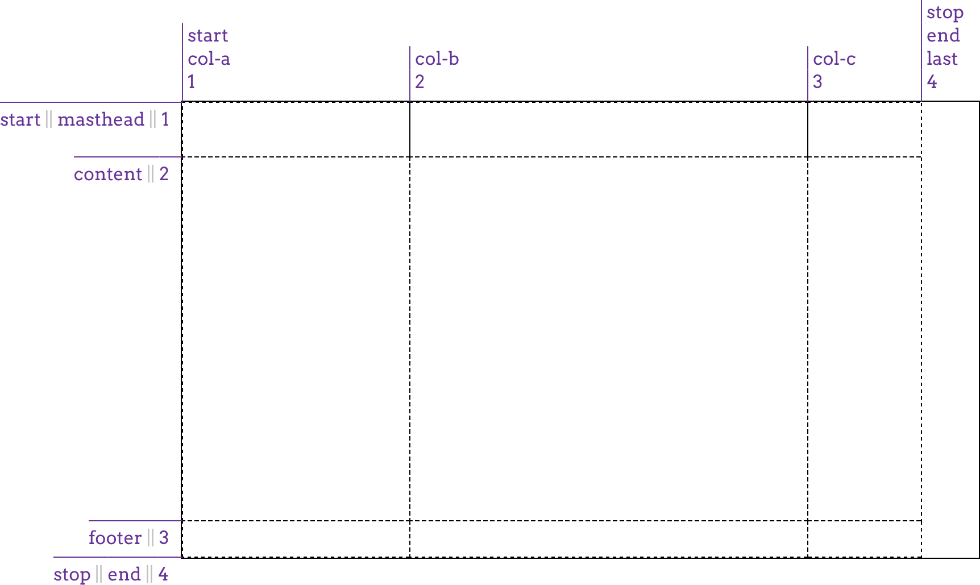 stop
end
last
4
start
col-a
1
col-b
2
col-c
3
start || masthead || 1
content || 2
footer || 3
stop || end || 4